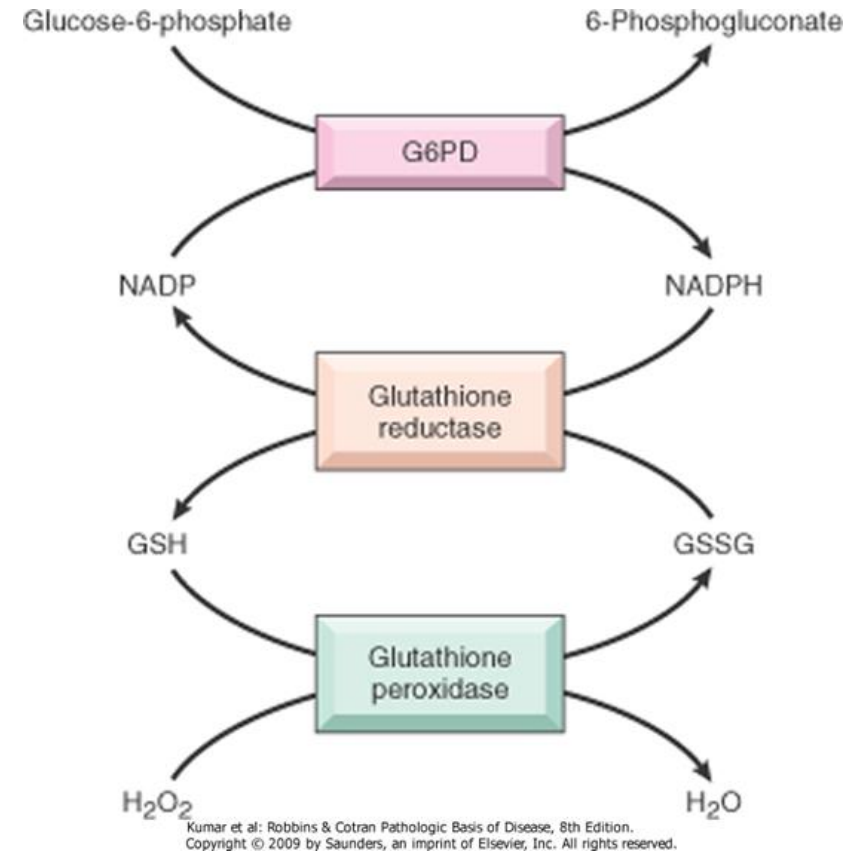 Glucose-6-phosphate
6-Phosphogluconate
G6PD
NADP
NADPH
Glutathione
reductase
GSH
GSSG
Glutathione
peroxidase
H₂O₂
H₂O
Kumar et al: Robbins & Cotran Pathologic Basis of Disease, 8th Edition.
Copyright © 2009 by Saunders, an imprint of Elsevier, Inc. All rights reserved.